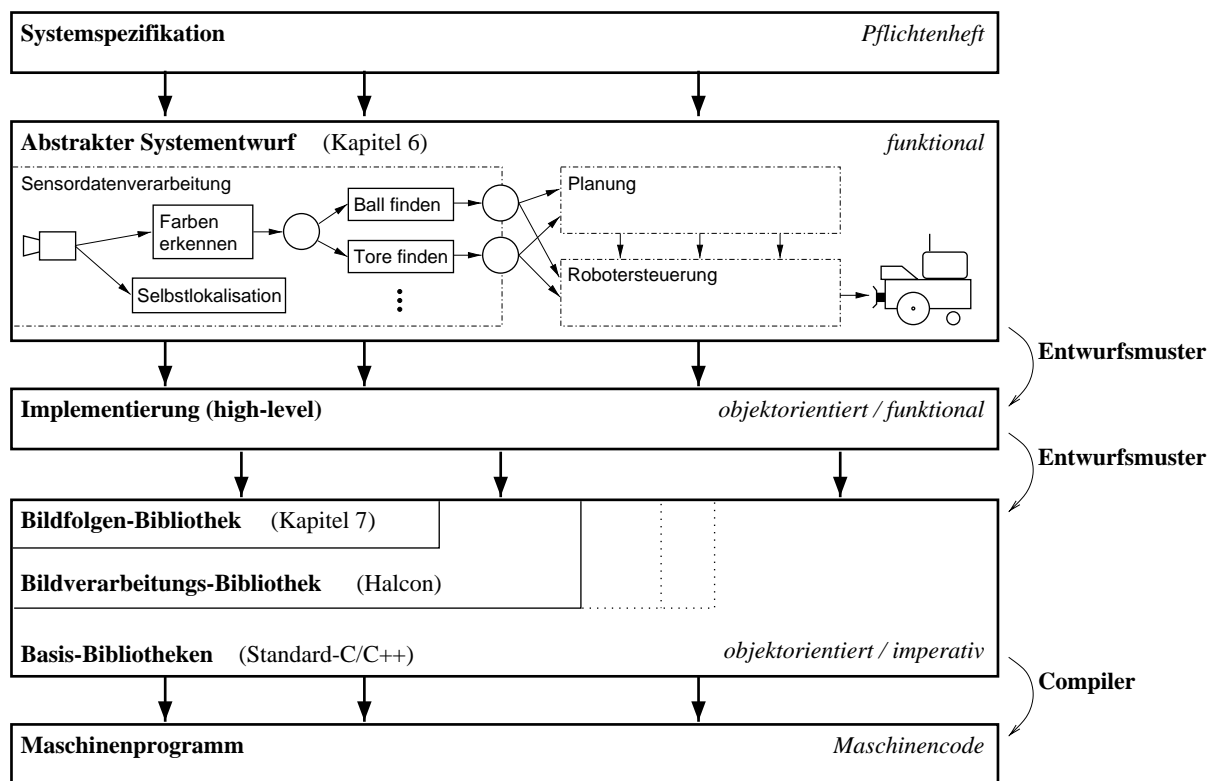 Systemspezifikation Pflichtenheft
Abstrakter Systementwurf (Kapitel 6) funktional
Sensordatenverarbeitung
Farben
erkennen
Selbstlokalisation
Ball finden
Tore finden
Planung
Robotersteuerung
Entwurfsmuster
Implementierung (high-level) objektorientiert / funktional
Entwurfsmuster
Bildfolgen-Bibliothek (Kapitel 7)
Bildverarbeitungs-Bibliothek (Halcon)
Basis-Bibliotheken (Standard-C/C++) objektorientiert / imperativ
Compiler
Maschinenprogramm Maschinencode